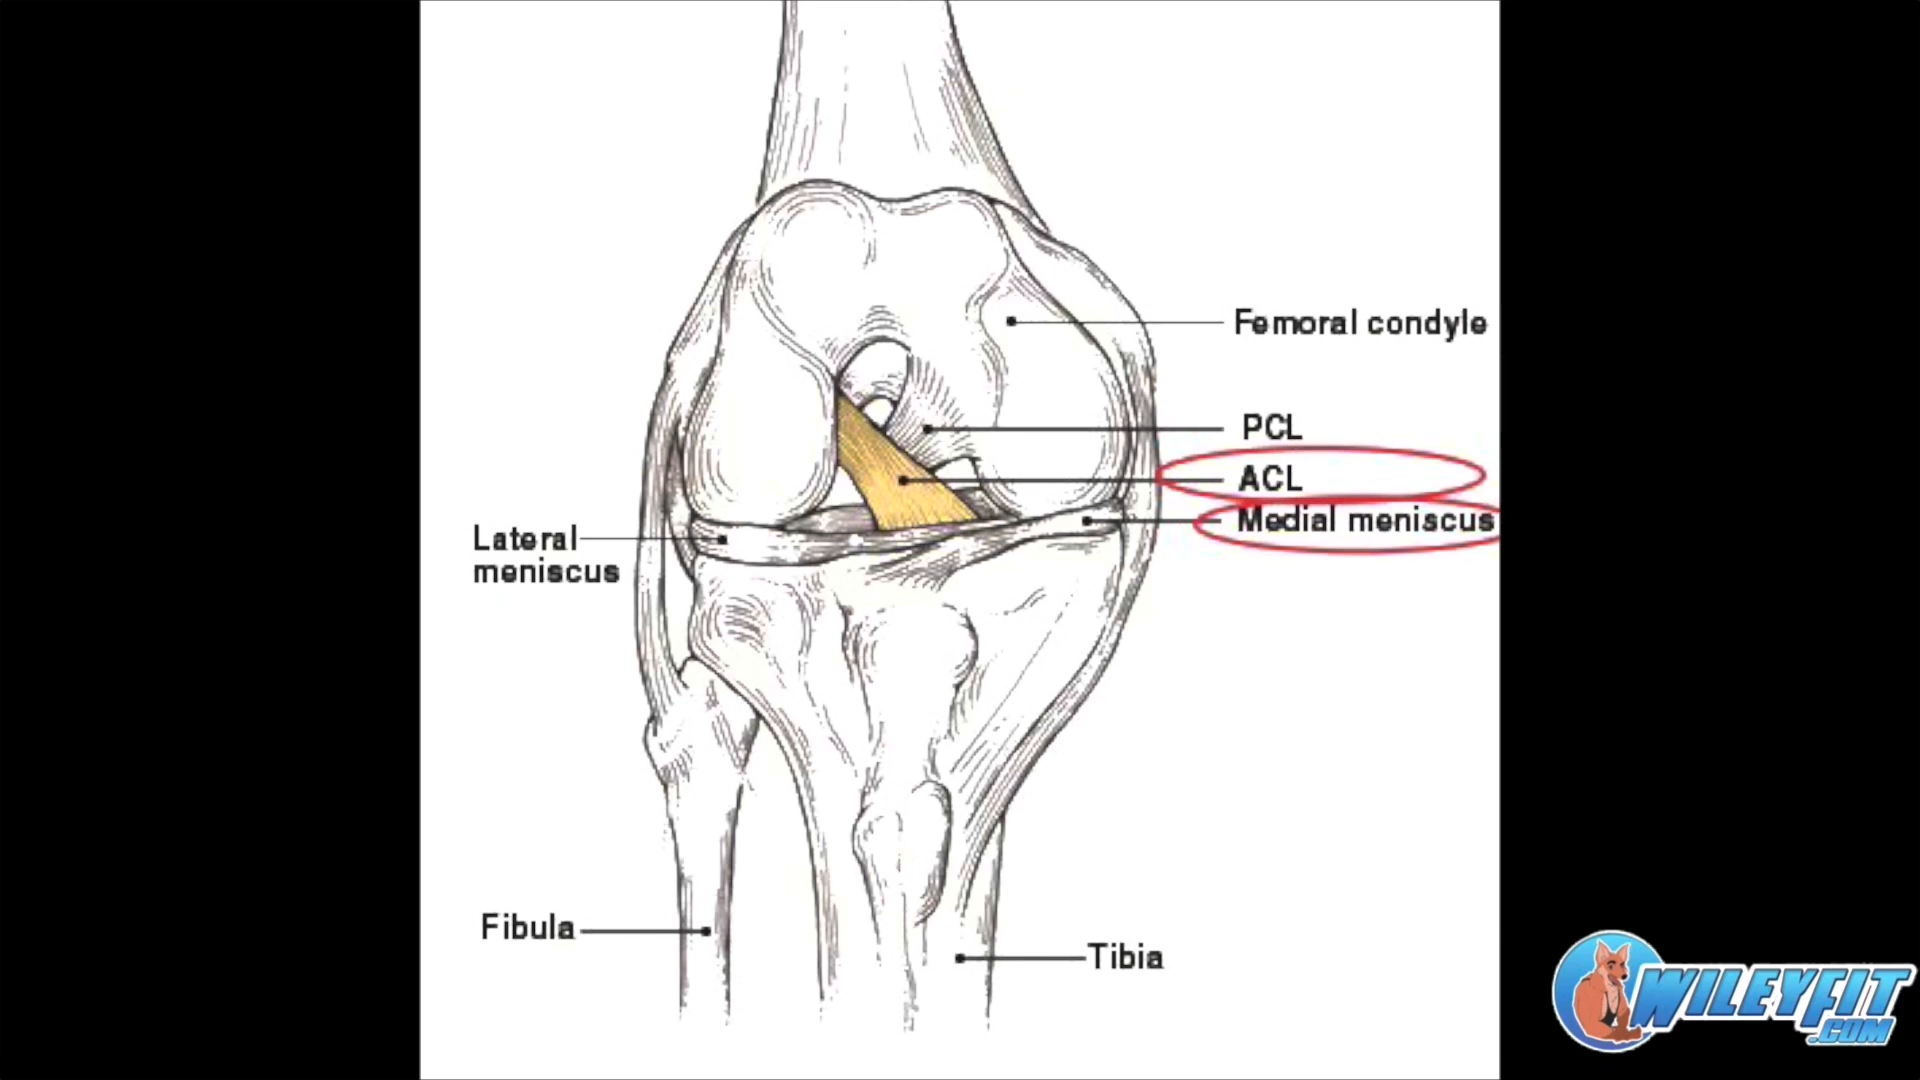 Femoral condyle
PCL
ACL
Medial meniscus
Lateral
meniscus
Fibula
Tibia
WILEYFIT
.COM